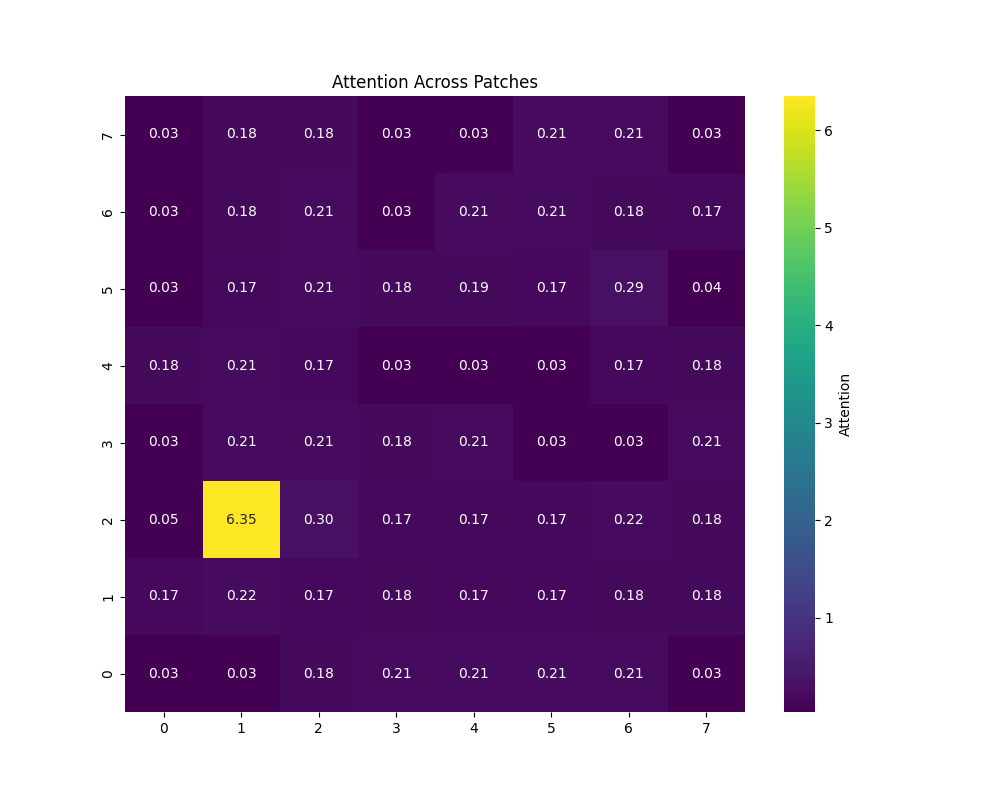 Attention Across Patches
7 0.03 0.18 0.18 0.03 0.03 0.21 0.21 0.03
6 0.03 0.18 0.21 0.03 0.21 0.21 0.18 0.17
5 0.03 0.17 0.21 0.18 0.19 0.17 0.29 0.04
4 0.18 0.21 0.17 0.03 0.03 0.03 0.17 0.18
3 0.03 0.21 0.21 0.18 0.21 0.03 0.03 0.21
2 0.05 6.35 0.30 0.17 0.17 0.17 0.22 0.18
1 0.17 0.22 0.17 0.18 0.17 0.17 0.18 0.18
0 0.03 0.03 0.18 0.21 0.21 0.21 0.21 0.03
0 1 2 3 4 5 6 7
6
5
4
3
2
1
Attention